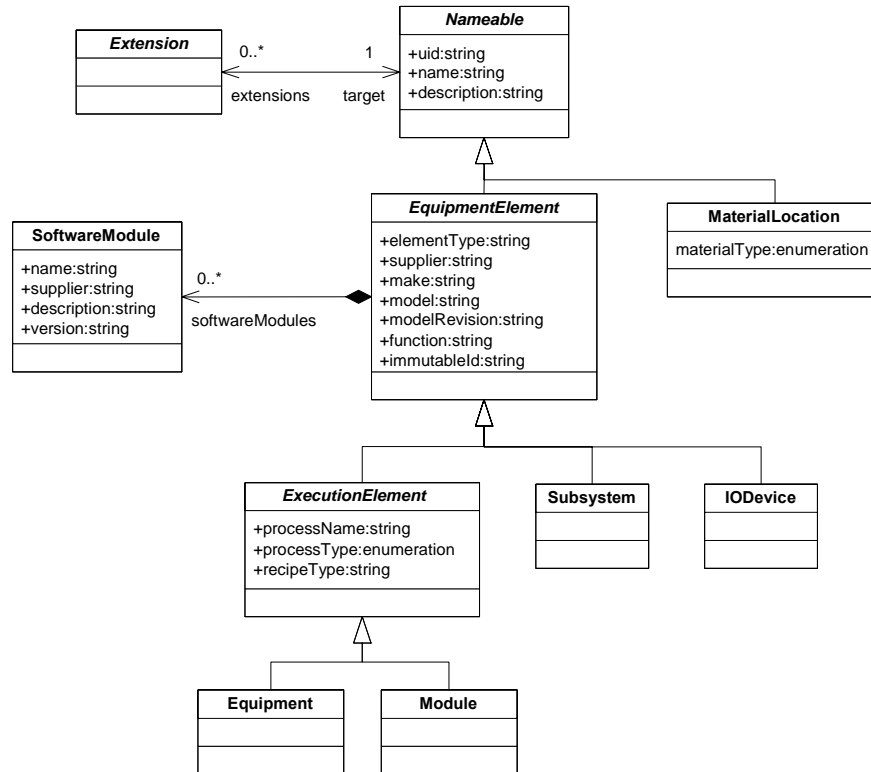 Nameable
+uid:string
+name:string
+description:string
Extension
0..*
1
extensions
target
EquipmentElement
+elementType:string
+supplier:string
+make:string
+model:string
+modelRevision:string
+function:string
+immutableId:string
MaterialLocation
materialType:enumeration
SoftwareModule
+name:string
+supplier:string
+description:string
+version:string
0..*
softwareModules
ExecutionElement
+processName:string
+processType:enumeration
+recipeType:string
Subsystem
IODevice
Equipment
Module